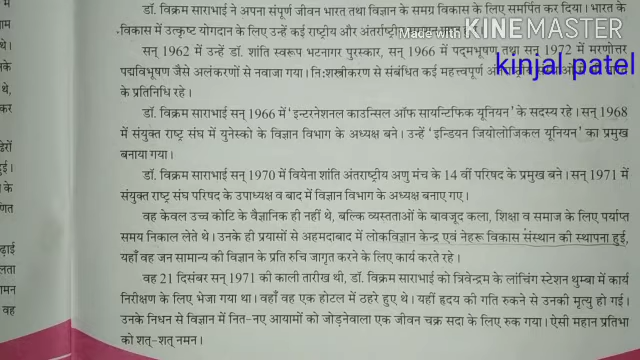 डॉ. विक्रम साराभाई ने अपना संपूर्ण जीवन भारत तथा विज्ञान के समग्र विकास के लिए समर्पित कर दिया। भारत के
विकास में उत्कृष्ट योगदान के लिए उन्हें कई राष्ट्रीय और अंतर्राष्ट्रीय
Made with KINEMASTER
सन् 1962 में उन्हें डॉ. शांति स्वरूप भटनागर पुरस्कार, सन् 1966 में पद्मभूषण तथा सन् 1972 में मरणोत्तर
kinjal patel
पद्मविभूषण जैसे अलंकरणों से नवाजा गया। नि:शस्त्रीकरण से संबंधित कई महत्त्वपूर्ण
के प्रतिनिधि रहे।
डॉ. विक्रम साराभाई सन् 1966 में 'इन्टरनेशनल काउन्सिल ऑफ सायन्टिफिक यूनियन' के सदस्य रहे। सन् 1968
में संयुक्त राष्ट्र संघ में युनेस्को के विज्ञान विभाग के अध्यक्ष बने। उन्हें 'इन्डियन जियोलोजिकल यूनियन' का प्रमुख
बनाया गया।
डॉ. विक्रम साराभाई सन् 1970 में वियेना शांति अंतराष्ट्रीय अणु मंच के 14 वीं परिषद के प्रमुख बने। सन् 1971 में
संयुक्त राष्ट्र संघ परिषद के उपाध्यक्ष व बाद में विज्ञान विभाग के अध्यक्ष बनाए गए।
वह केवल उच्च कोटि के वैज्ञानिक ही नहीं थे, बल्कि व्यस्तताओं के बावजूद कला, शिक्षा व समाज के लिए पर्याप्त
समय निकाल लेते थे। उनके ही प्रयासों से अहमदाबाद में लोकविज्ञान केन्द्र एवं नेहरू विकास संस्थान की स्थापना हुई,
यहाँ वह जन सामान्य की विज्ञान के प्रति रुचि जागृत करने के लिए कार्य करते रहे।
वह 21 दिसंबर सन् 1971 की काली तारीख थी, डॉ. विक्रम साराभाई को त्रिवेन्द्रम के लांचिंग स्टेशन थुम्बा में कार्य
निरीक्षण के लिए भेजा गया था। वहाँ वह एक होटल में ठहरे हुए थे। यहीं हृदय की गति रुकने से उनकी मृत्यु हो गई।
उनके निधन से विज्ञान में नित-नए आयामों को जोड़नेवाला एक जीवन चक्र सदा के लिए रुक गया। ऐसी महान प्रतिभा
को शत्-शत् नमन।